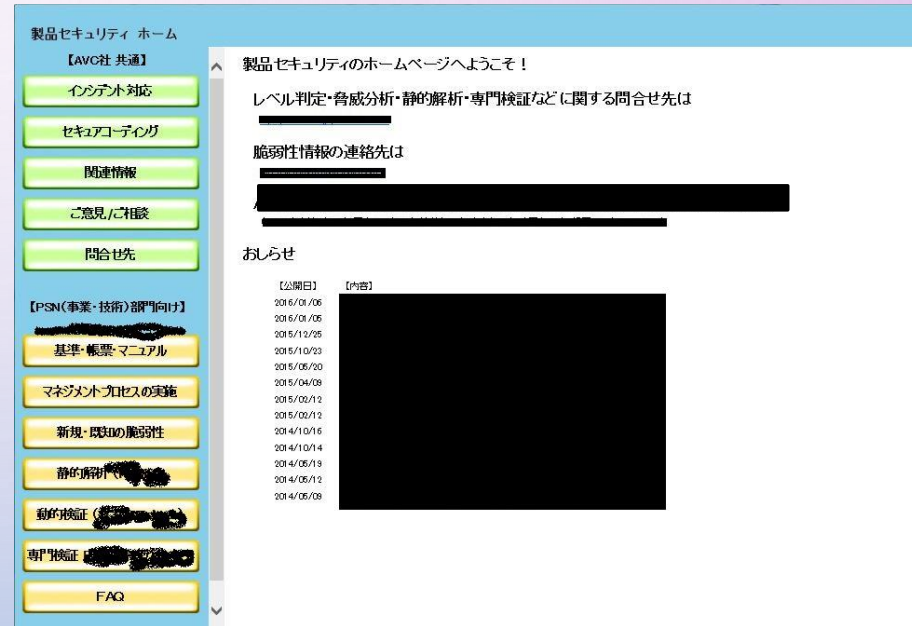 製品セキュリティ ホーム
【AVC社 共通】
インシデント対応
セキュアコーディング
関連情報
ご意見/ご相談
問合せ先
【PSN(事業・技術)部門向け】
基準・帳票・マニュアル
マネジメントプロセスの実施
新規・既知の脆弱性
静的解析 (
動的検証 ( )
専門検証
FAQ
製品セキュリティのホームページへようこそ！
レベル判定・脅威分析・静的解析・専門検証などに関する問合せ先は
脆弱性情報の連絡先は
おしらせ
【公開日】 【内容】
2016/01/06
2016/01/05
2015/12/25
2015/10/23
2015/05/20
2015/04/09
2015/02/12
2015/02/12
2014/10/16
2014/10/14
2014/05/19
2014/05/12
2014/05/09